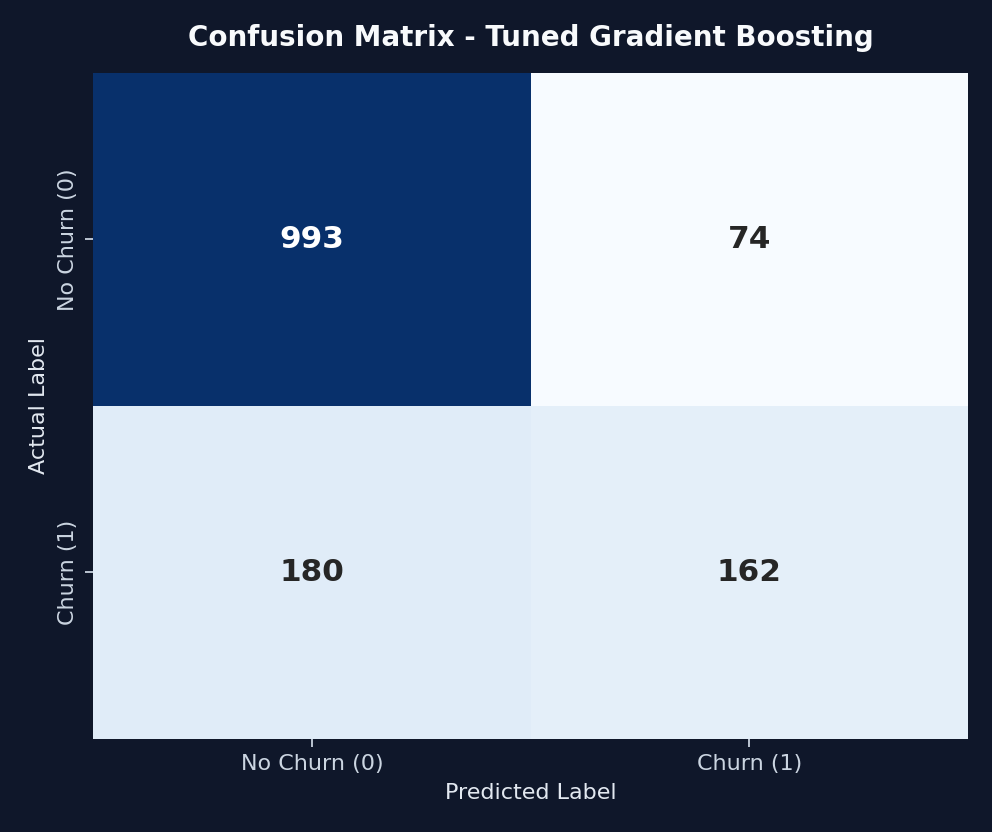 Confusion Matrix - Tuned Gradient Boosting
Actual Label
No Churn (0)
993
74
Churn (1)
180
162
No Churn (0)
Churn (1)
Predicted Label